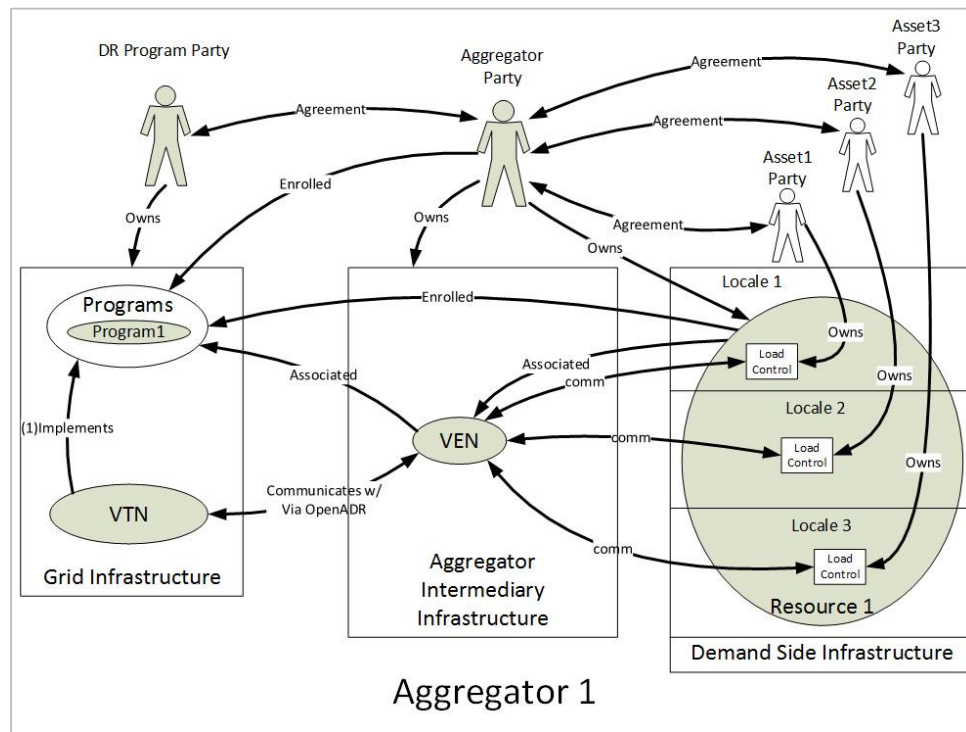 DR Program Party
Aggregator
Party
Asset3
Party
Asset2
Party
Asset1
Party
Agreement
Agreement
Agreement
Agreement
Enrolled
Owns
Owns
Owns
Locale 1
Programs
Program1
Enrolled
Associated
Associated
comm
Load
Control
Owns
Owns
Owns
Locale 2
(1)Implements
VEN
comm
Load
Control
Communicates w/
Via OpenADR
VTN
Locale 3
comm
Load
Control
Resource 1
Grid Infrastructure
Aggregator
Intermediary
Infrastructure
Demand Side Infrastructure
Aggregator 1